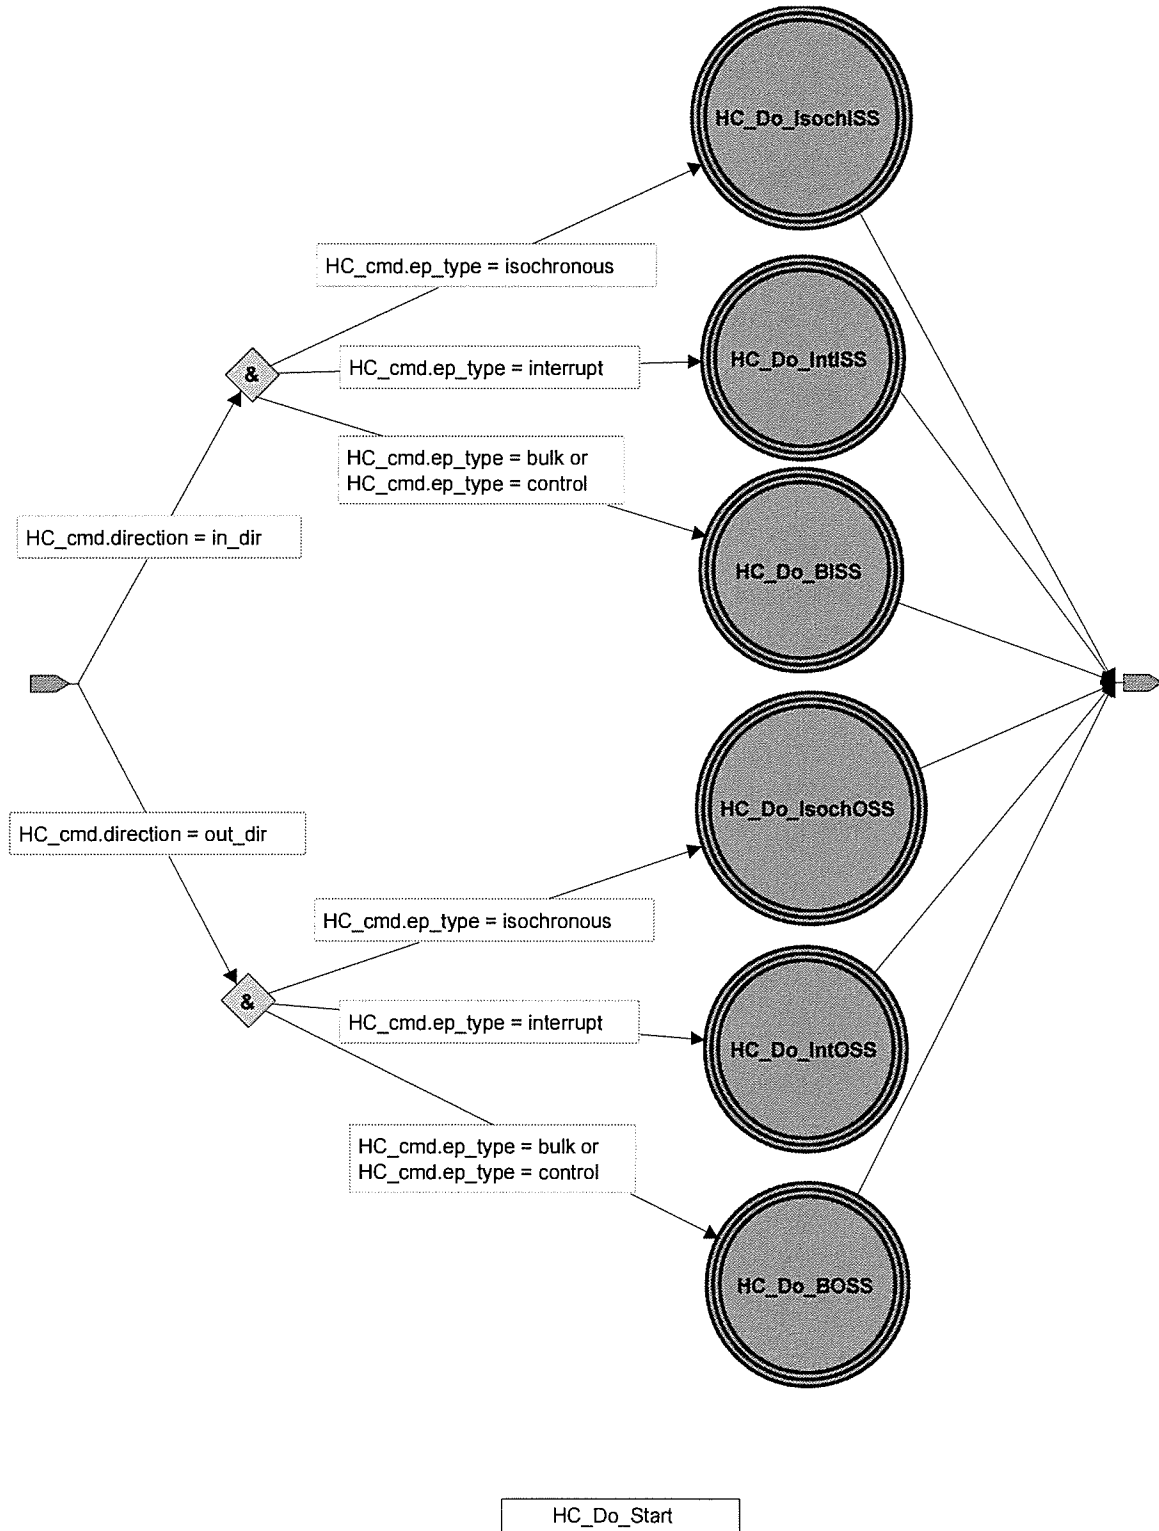 HC_Do_IsochISS
HC_cmd.ep_type = isochronous
HC_Do_IntISS
&
HC_cmd.ep_type = interrupt
HC_cmd.ep_type = bulk or
HC_cmd.ep_type = control
HC_cmd.direction = in_dir
HC_Do_BISS
HC_Do_IsochOSS
HC_cmd.direction = out_dir
HC_cmd.ep_type = isochronous
&
HC_cmd.ep_type = interrupt
HC_Do_IntOSS
HC_cmd.ep_type = bulk or
HC_cmd.ep_type = control
HC_Do_BOSS
HC_Do_Start